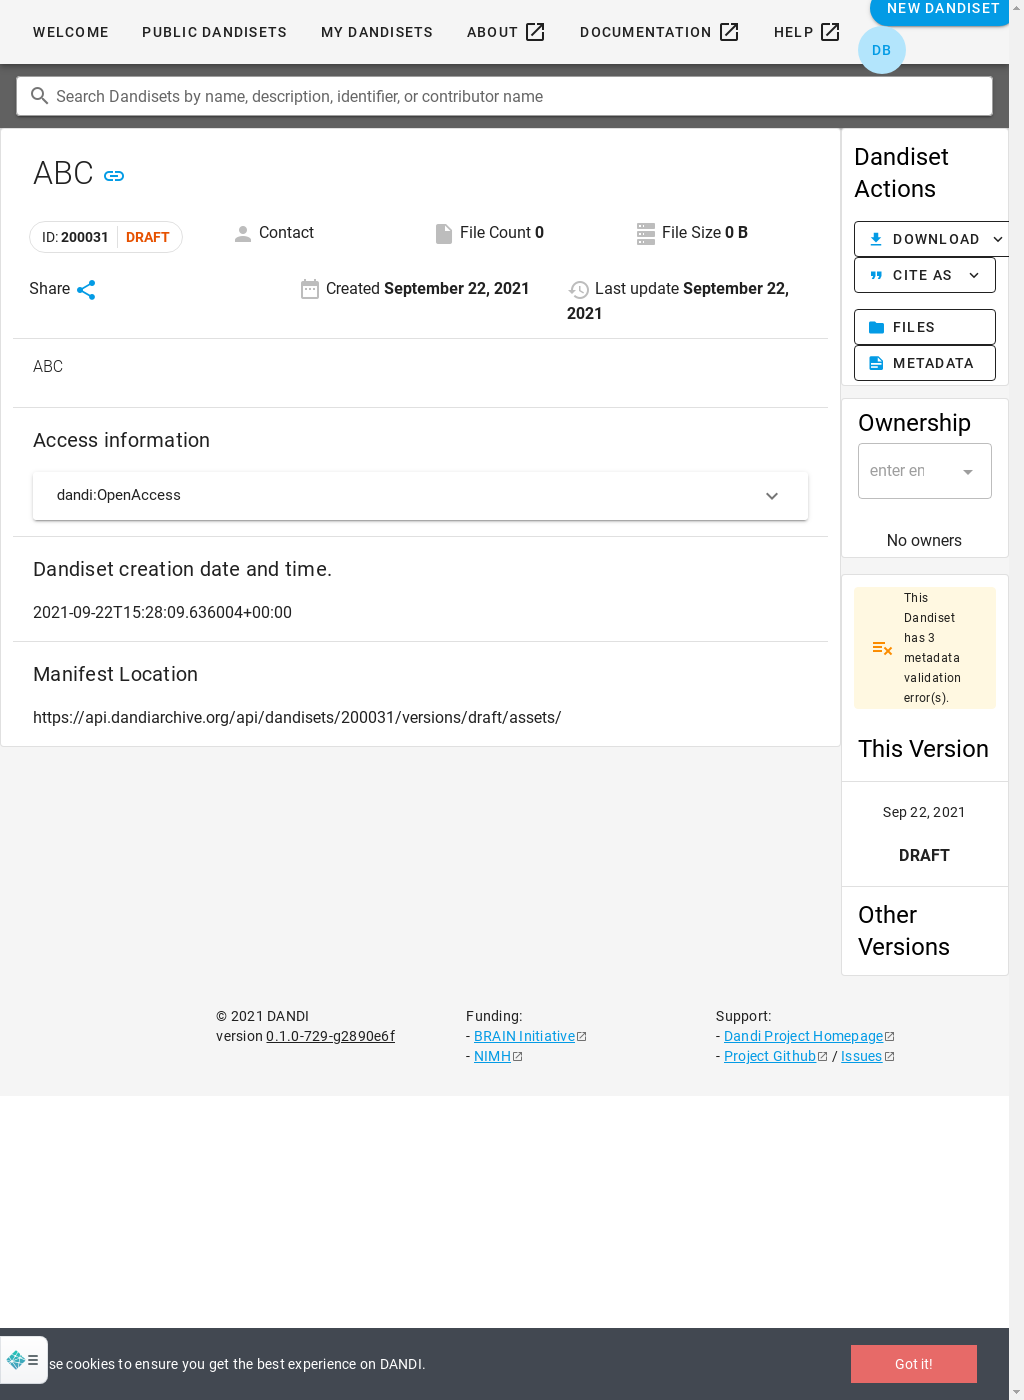 WELCOME PUBLIC DANDISETS MY DANDISETS ABOUT DOCUMENTATION HELP NEW DANDISET
DB
Search Dandisets by name, description, identifier, or contributor name
ABC
ID: 200031 DRAFT Contact File Count 0 File Size 0 B
Share Created September 22, 2021 Last update September 22,
2021
ABC
Access information
dandi:OpenAccess
Dandiset creation date and time.
2021-09-22T15:28:09.636004+00:00
Manifest Location
https://api.dandiarchive.org/api/dandisets/200031/versions/draft/assets/
Dandiset
Actions
DOWNLOAD
CITE AS
FILES
METADATA
Ownership
enter
No owners
This
Dandiset
has 3
metadata
validation
error(s).
This Version
Sep 22, 2021
DRAFT
Other
Versions
© 2021 DANDI
version 0.1.0-729-g2890e6f
Funding:
- BRAIN Initiative
- NIMH
Support:
- Dandi Project Homepage
- Project Github / Issues
cookies to ensure you get the best experience on DANDI.
Got it!